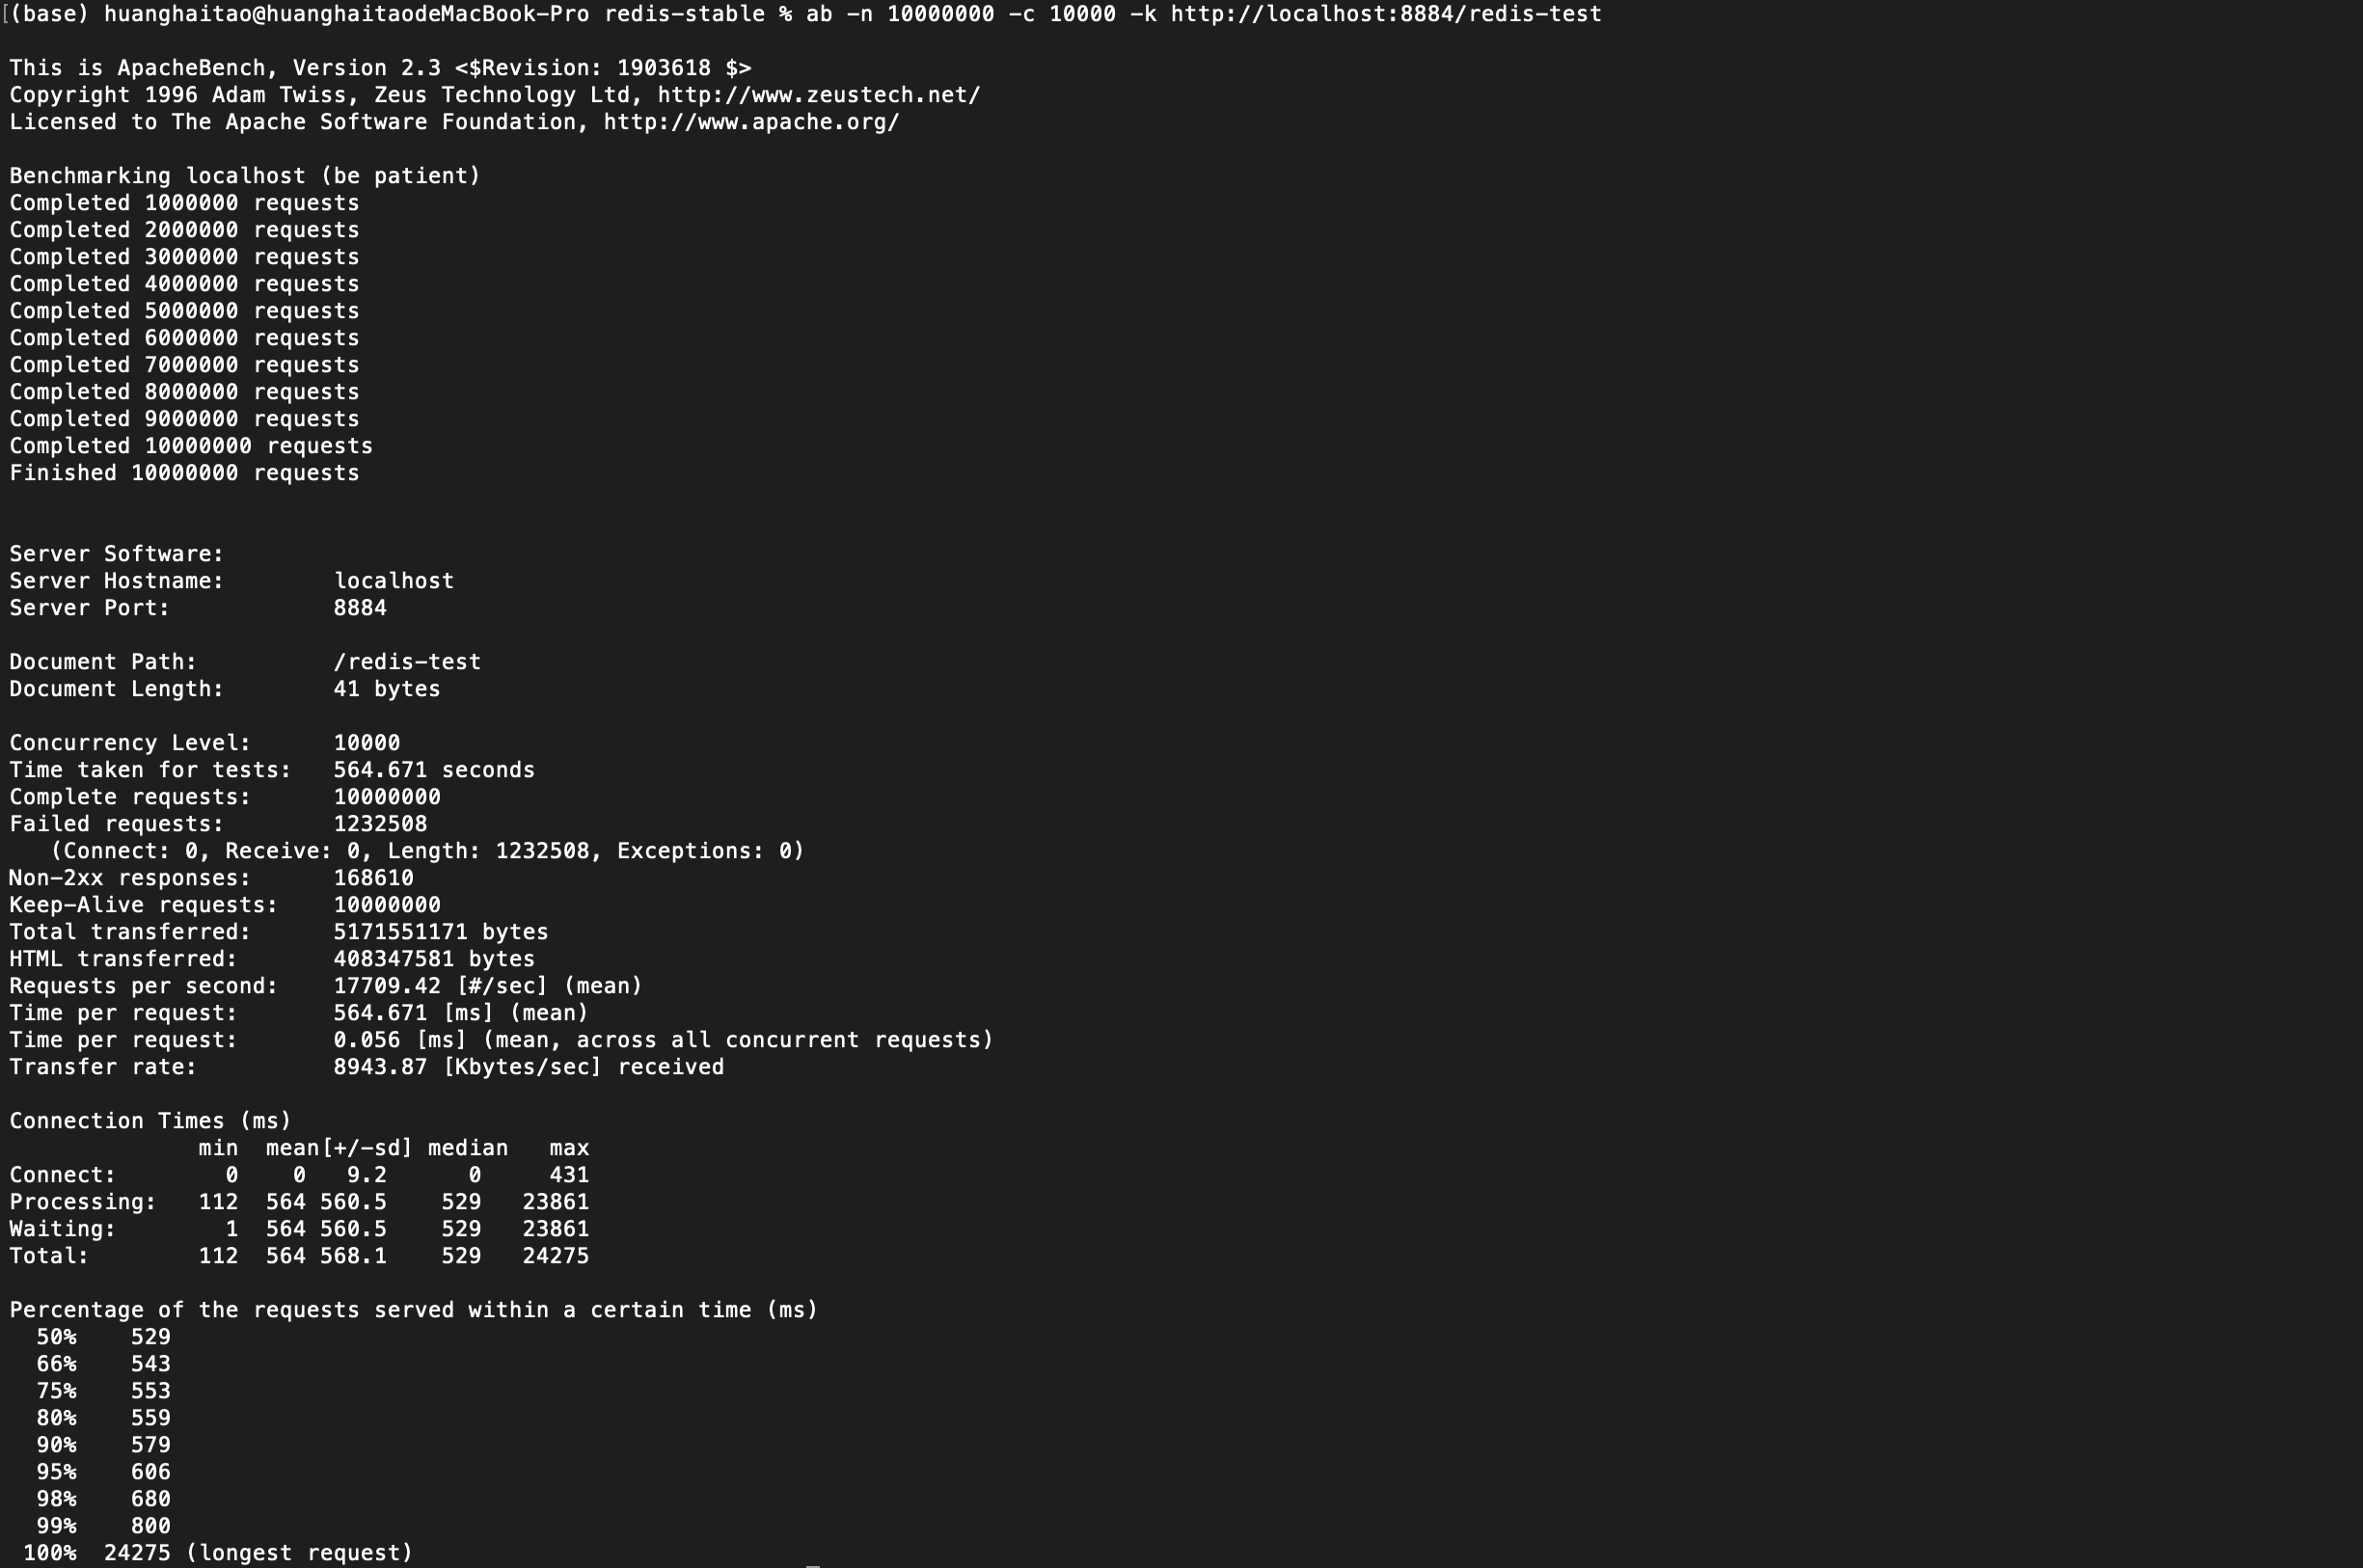 (base) huanghaitao@huanghaitaodeMacBook-Pro redis-stable % ab -n 10000000 -c 10000 -k http://localhost:8884/redis-test
This is ApacheBench, Version 2.3 <$Revision: 1903618 $>
Copyright 1996 Adam Twiss, Zeus Technology Ltd, http://www.zeustech.net/
Licensed to The Apache Software Foundation, http://www.apache.org/
Benchmarking localhost (be patient)
Completed 1000000 requests
Completed 2000000 requests
Completed 3000000 requests
Completed 4000000 requests
Completed 5000000 requests
Completed 6000000 requests
Completed 7000000 requests
Completed 8000000 requests
Completed 9000000 requests
Completed 10000000 requests
Finished 10000000 requests
Server Software:
Server Hostname:        localhost
Server Port:            8884
Document Path:          /redis-test
Document Length:        41 bytes
Concurrency Level:      10000
Time taken for tests:   564.671 seconds
Complete requests:      10000000
Failed requests:        1232508
   (Connect: 0, Receive: 0, Length: 1232508, Exceptions: 0)
Non-2xx responses:      168610
Keep-Alive requests:    10000000
Total transferred:      5171551171 bytes
HTML transferred:       408347581 bytes
Requests per second:    17709.42 [#/sec] (mean)
Time per request:       564.671 [ms] (mean)
Time per request:       0.056 [ms] (mean, across all concurrent requests)
Transfer rate:          8943.87 [Kbytes/sec] received
Connection Times (ms)
              min  mean[+/-sd] median   max
Connect:        0    0   9.2      0     431
Processing:   112  564 560.5    529   23861
Waiting:        1  564 560.5    529   23861
Total:        112  564 568.1    529   24275
Percentage of the requests served within a certain time (ms)
  50%    529
  66%    543
  75%    553
  80%    559
  90%    579
  95%    606
  98%    680
  99%    800
 100%  24275 (longest request)